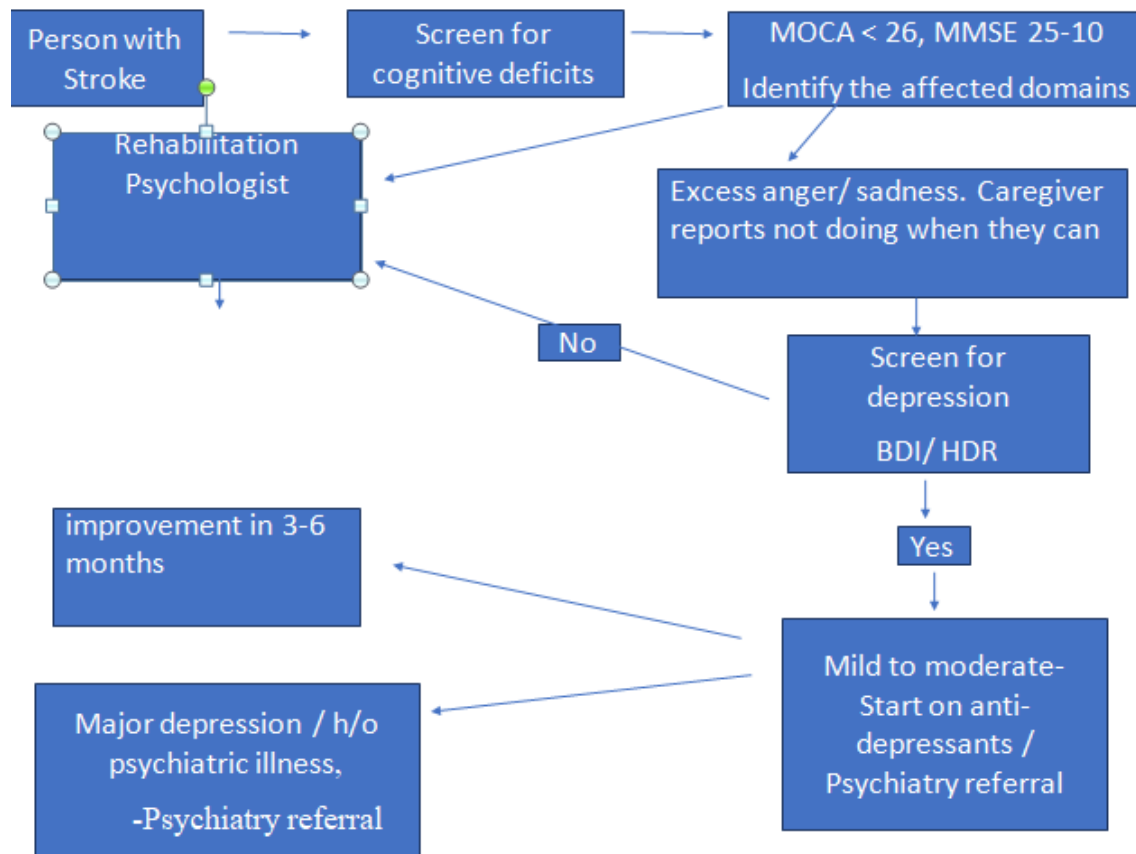 Person with
Stroke
Screen for
cognitive deficits
MOCA < 26, MMSE 25-10
Identify the affected domains
Rehabilitation
Psychologist
Excess anger/ sadness. Caregiver
reports not doing when they can
No
Screen for
depression
BDI/ HDR
Yes
improvement in 3-6
months
Mild to moderate-
Start on anti-
depressants /
Psychiatry referral
Major depression / h/o
psychiatric illness,
-Psychiatry referral